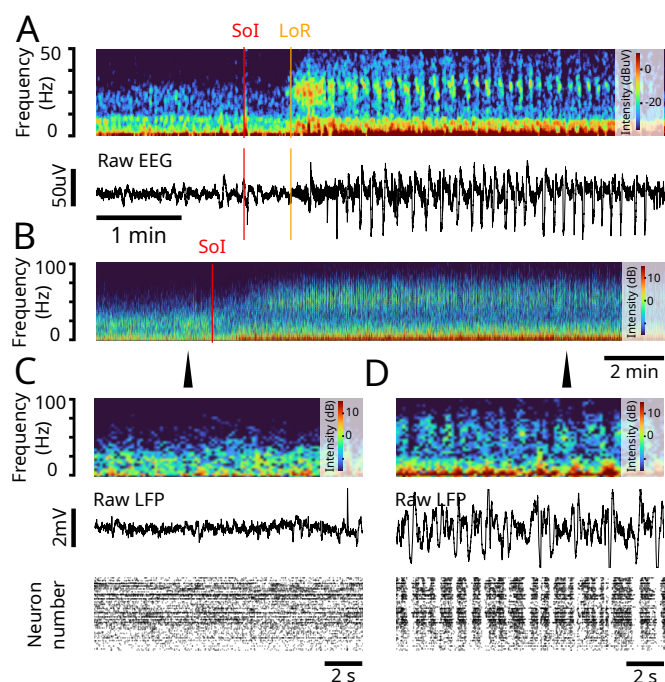 A
SoI
LoR
Frequency
(Hz)
50
0
Intensity (dBuV)
0
-20
Raw EEG
50uV
1 min
B
SoI
Frequency
(Hz)
100
0
Intensity (dB)
10
0
2 min
C
D
Frequency
(Hz)
100
0
Intensity (dB)
10
0
Intensity (dB)
10
0
Raw LFP
Raw LFP
2mV
Neuron
number
2 s
2 s